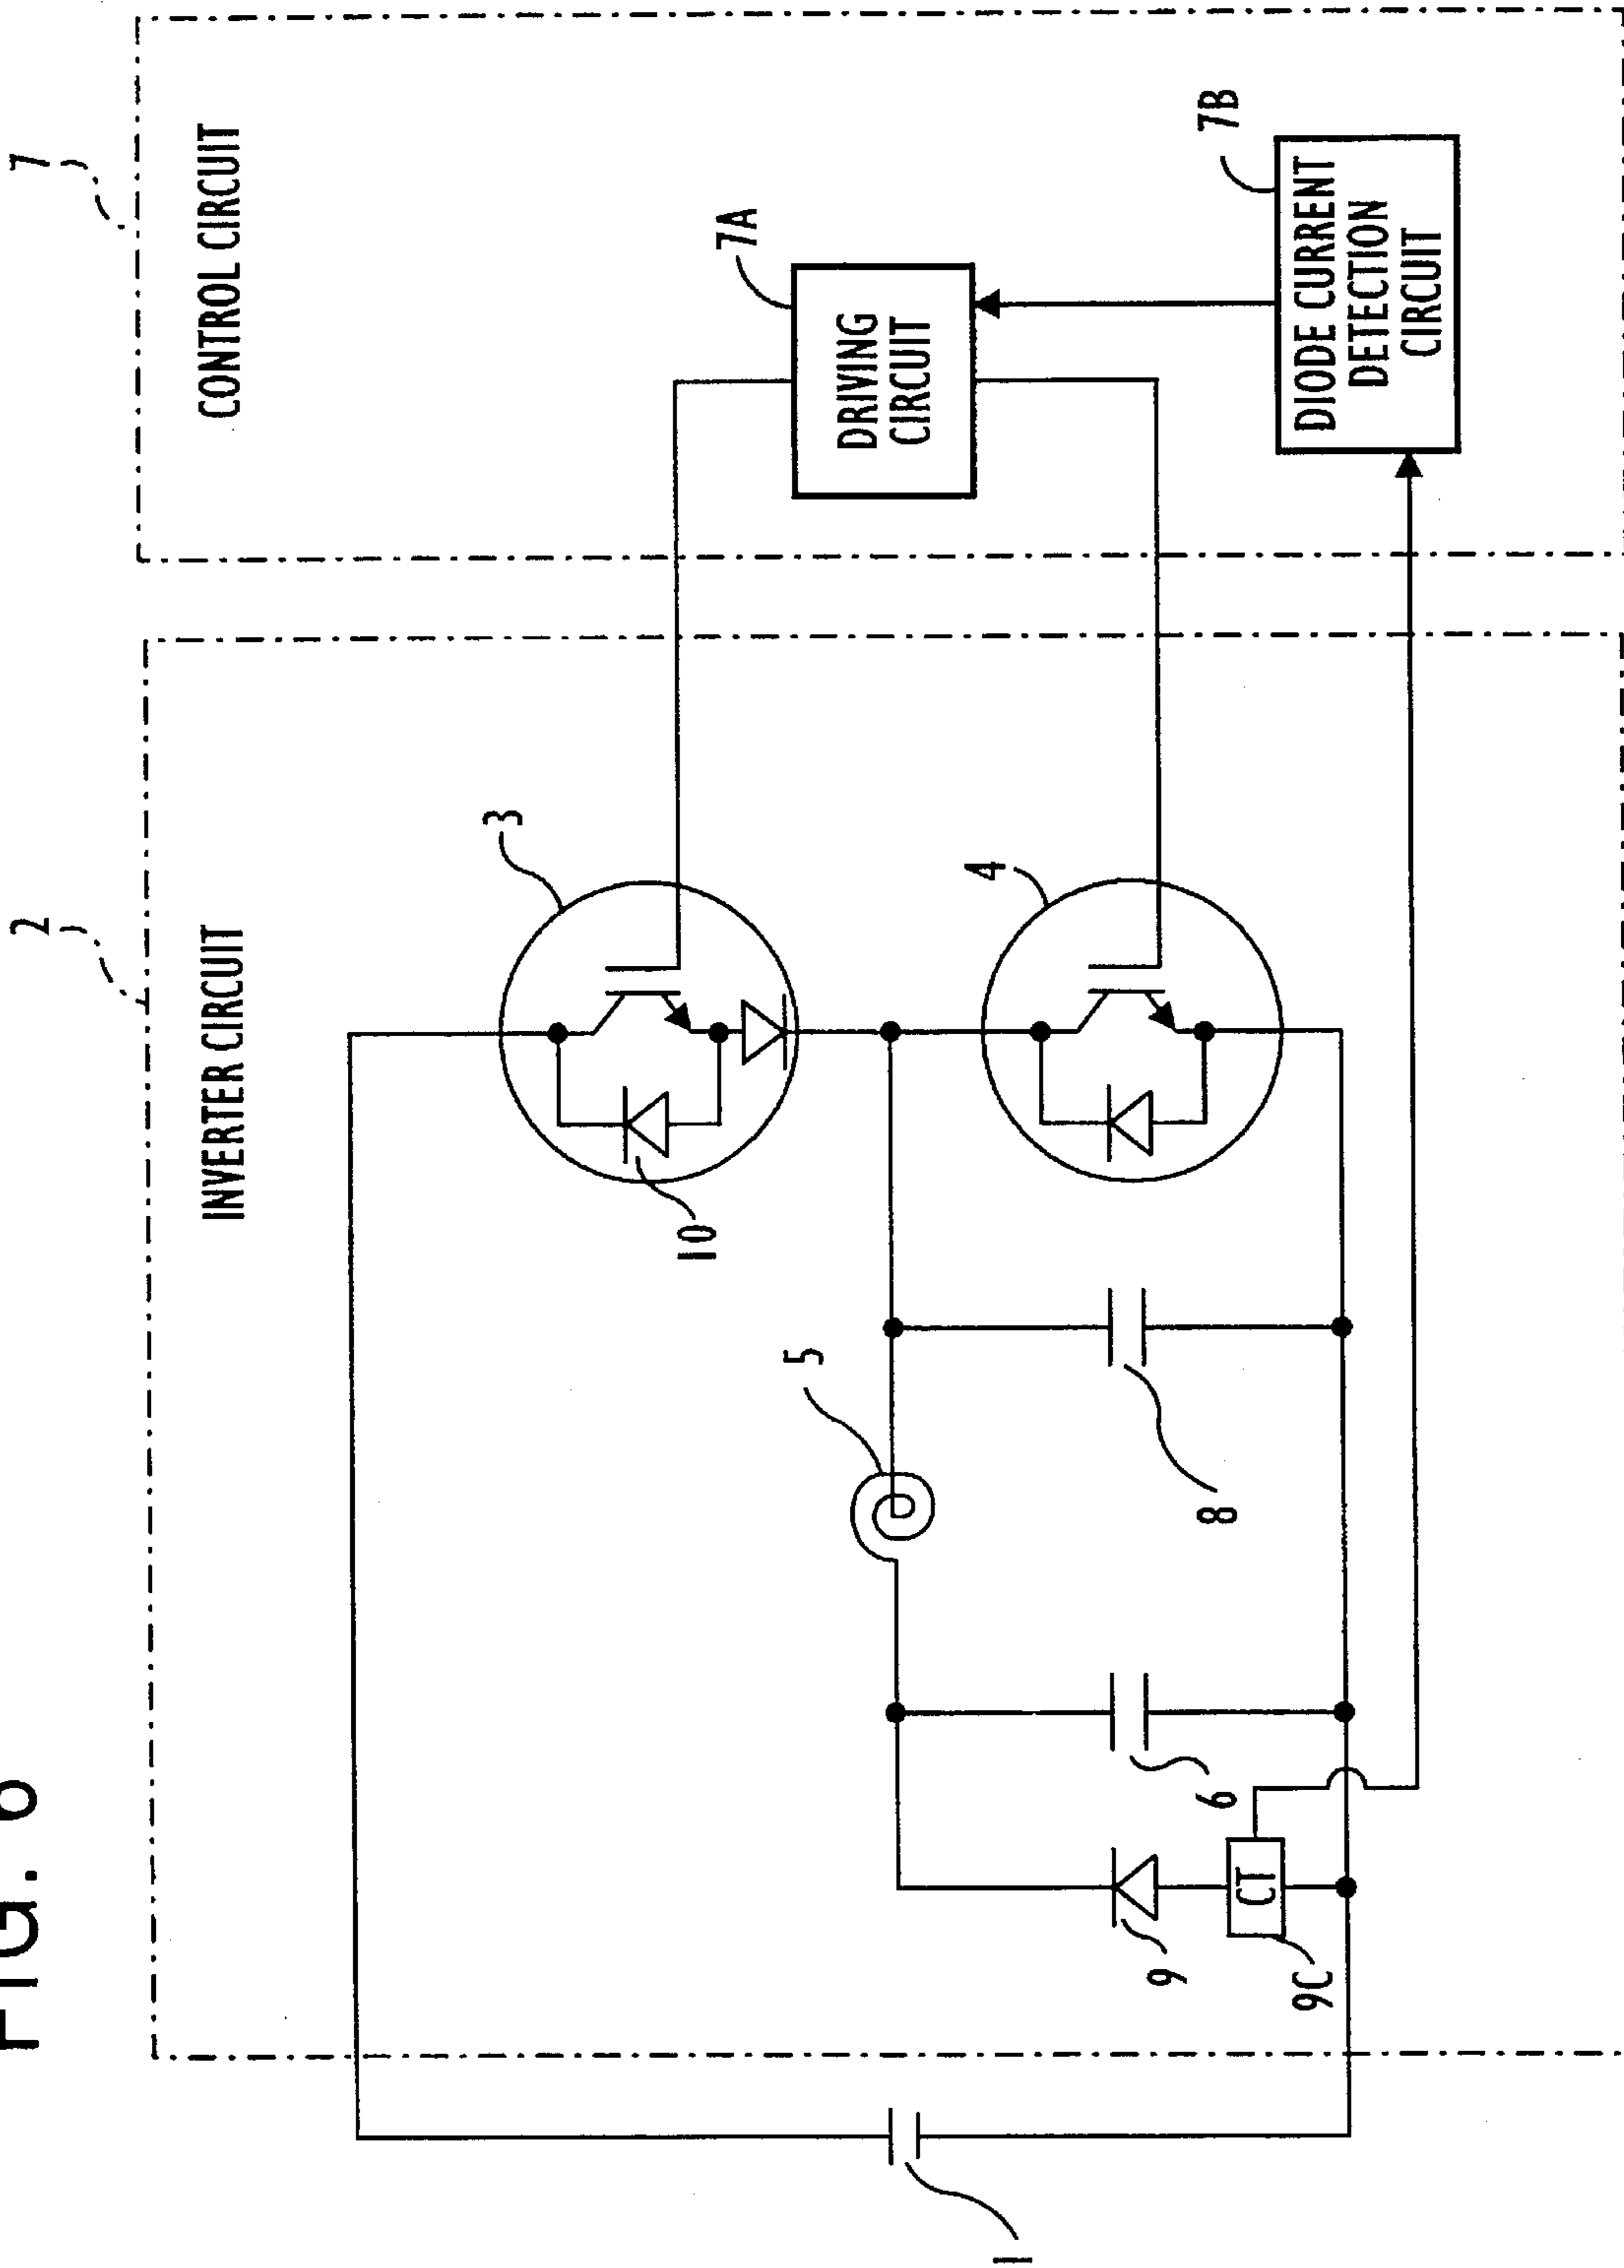 FIG.
2
7
INVERTER CIRCUIT
CONTROL CIRCUIT
3
10
7A
DRIVING
CIRCUIT
5
4
1
9
6
8
CT
9C
7B
DIODE CURRENT
DETECTION
CIRCUIT